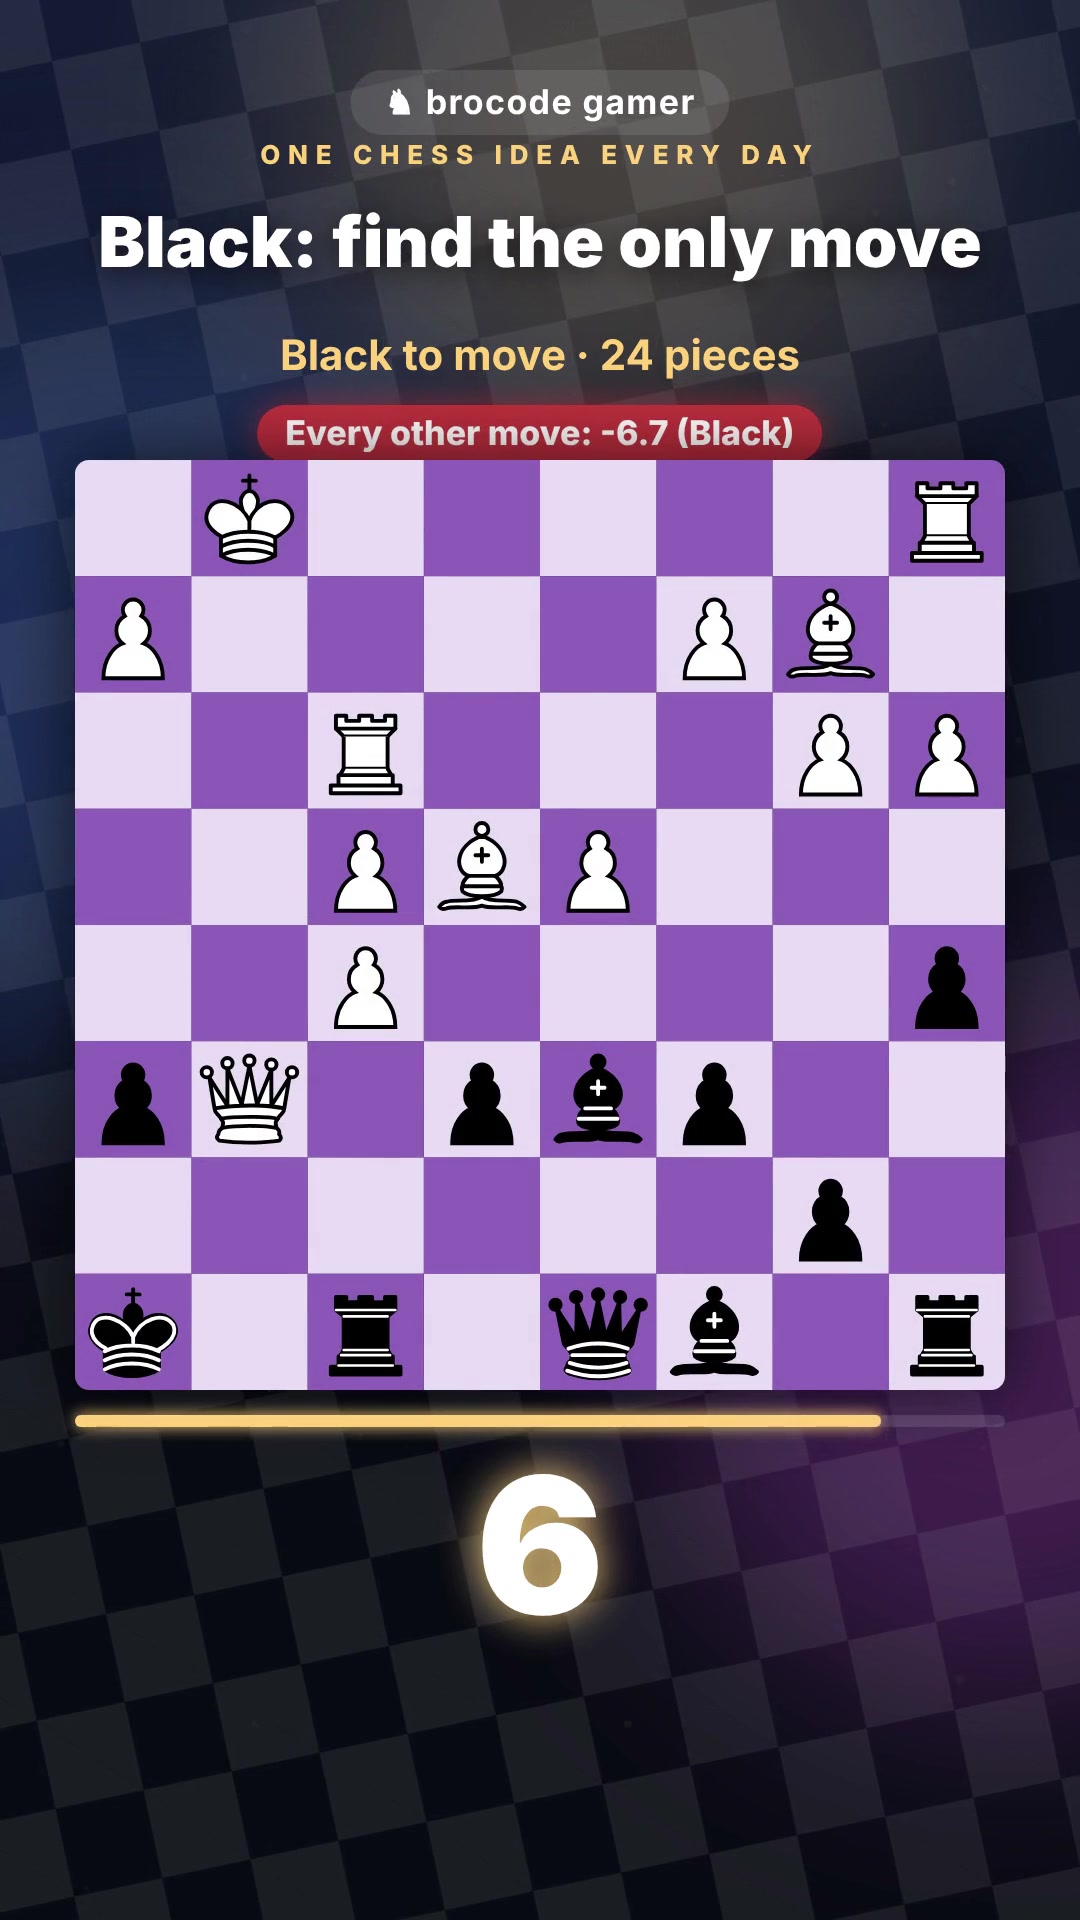 brocode gamer
ONE CHESS IDEA EVERY DAY
Black: find the only move
Black to move · 24 pieces
Every other move: -6.7 (Black)
6